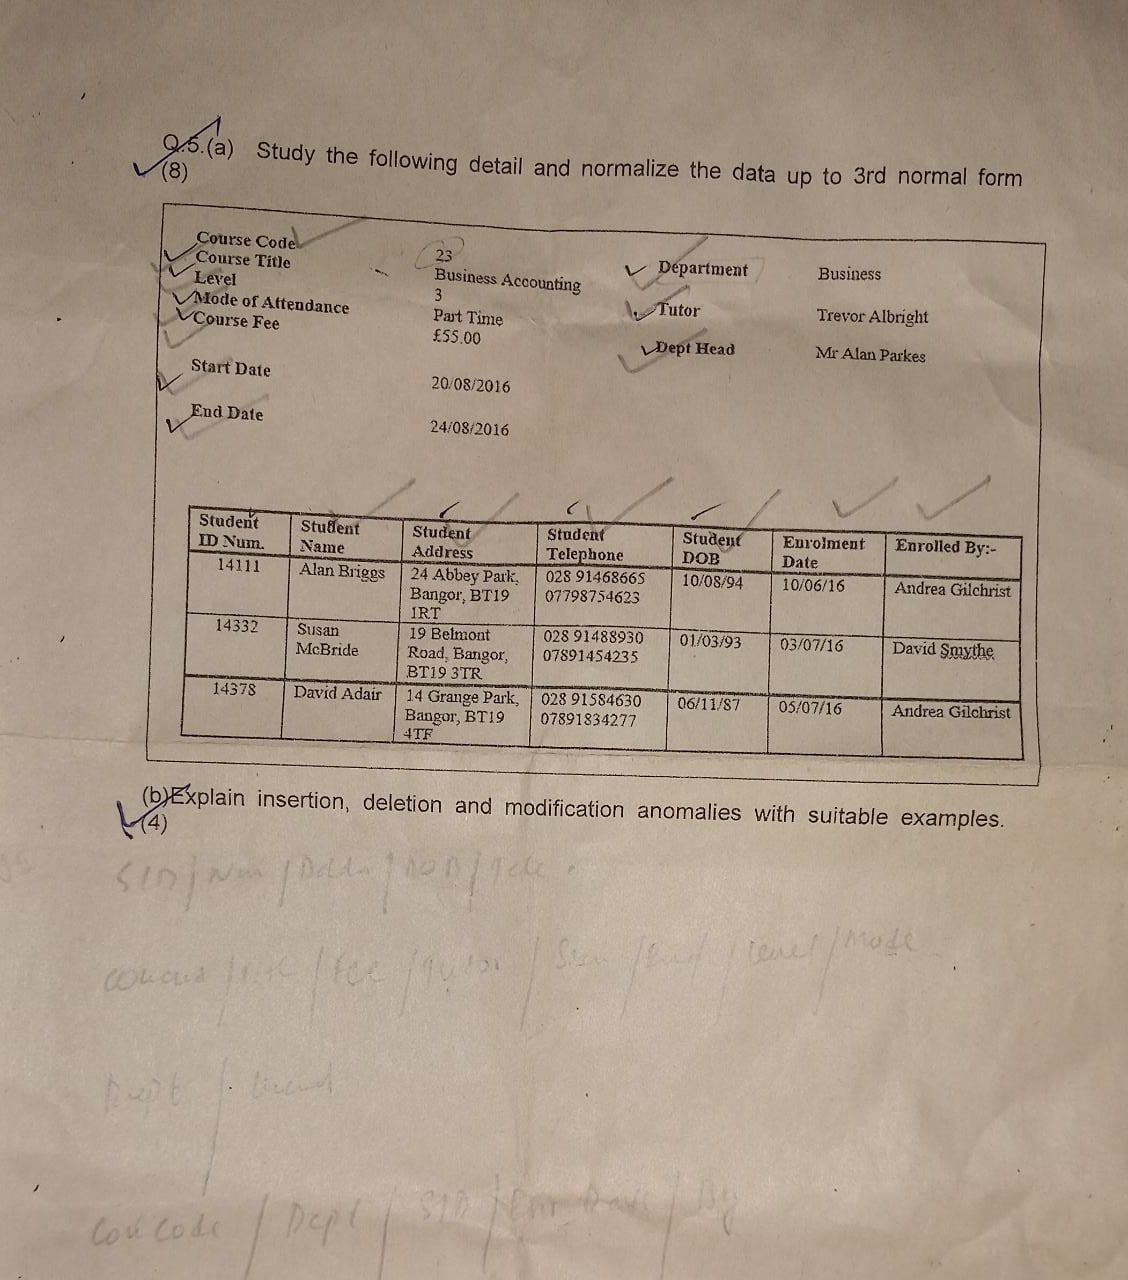 Q.5.(a) Study the following detail and normalize the data up to 3rd normal form
(8)
Course Code 23
Course Title Business Accounting
Level 3
Mode of Attendance Part Time
Course Fee £55.00
Start Date 20/08/2016
End Date 24/08/2016
Department Business
Tutor Trevor Albright
Dept Head Mr Alan Parkes
Student ID Num. Student Name Student Address Student Telephone Student DOB Enrolment Date Enrolled By:-
14111 Alan Briggs 24 Abbey Park, Bangor, BT19 1RT 028 91468665 07798754623 10/08/94 10/06/16 Andrea Gilchrist
14332 Susan McBride 19 Belmont Road, Bangor, BT19 3TR 028 91488930 07891454235 01/03/93 03/07/16 David Smythe
14378 David Adair 14 Grange Park, Bangor, BT19 4TF 028 91584630 07891834277 06/11/87 05/07/16 Andrea Gilchrist
(b)Explain insertion, deletion and modification anomalies with suitable examples.
(4)
SID / Num / / DOB / Tele
/ / Fee / Tutor / / End / Level / Mode
Dept /
Cou Code / Dept / SID / / By